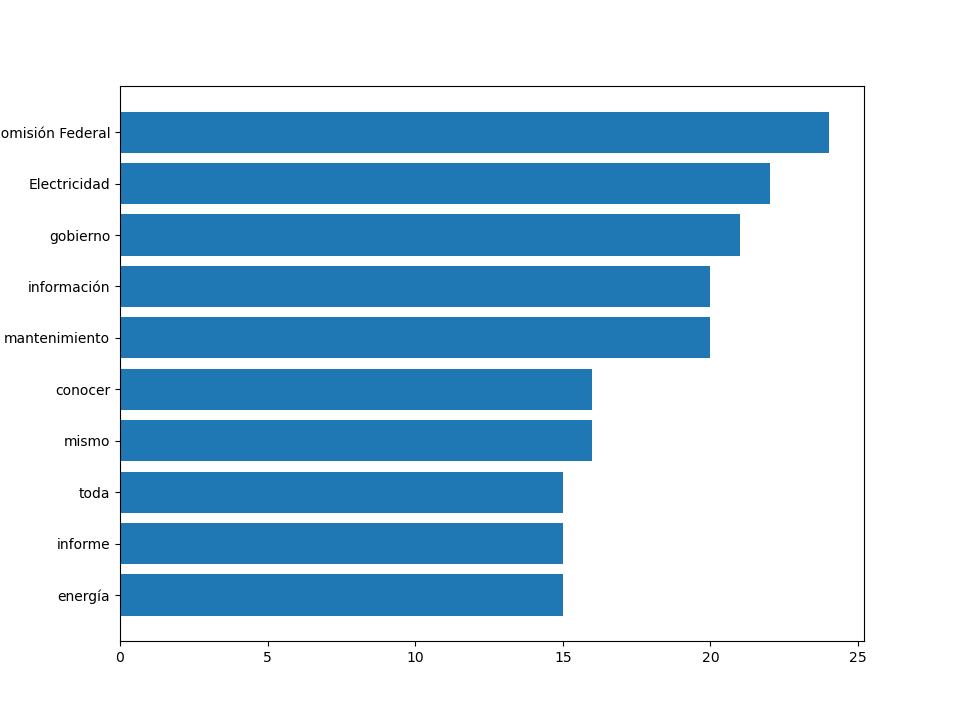 omisión Federal
Electricidad
gobierno
información
mantenimiento
conocer
mismo
toda
informe
energía
0 5 10 15 20 25